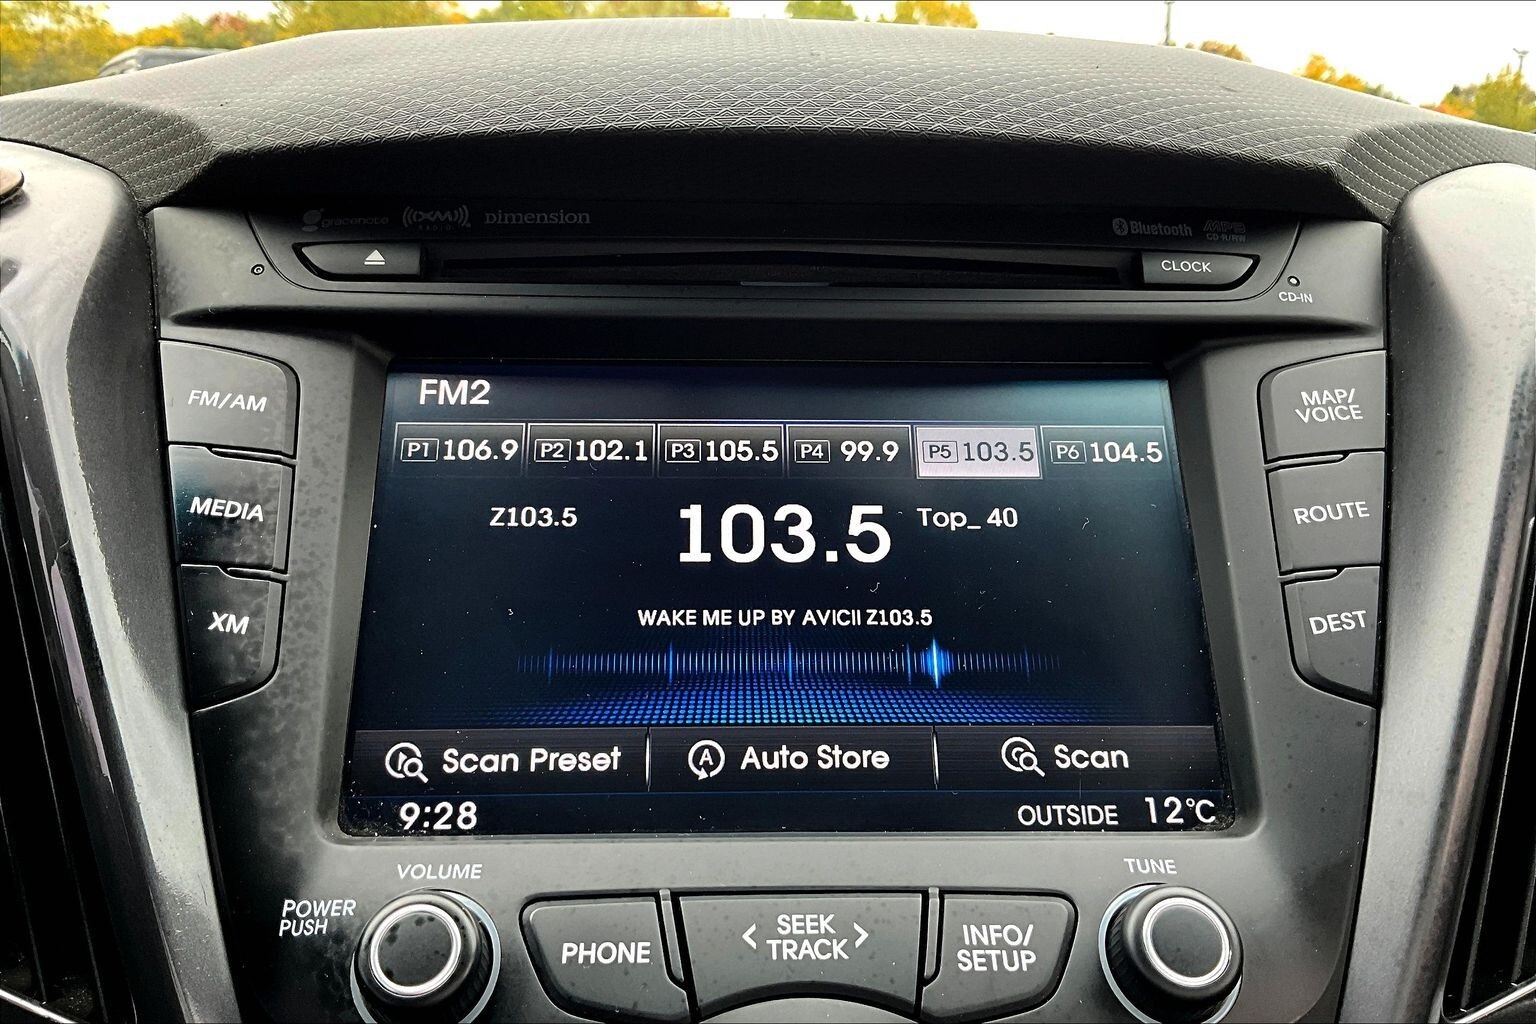 gracenote XM RADIO Dimension Bluetooth MP3
CD-R/RW
CLOCK
CD-IN
FM/AM
MEDIA
XM
FM2
P1 106.9 P2 102.1 P3 105.5 P4 99.9 P5 103.5 P6 104.5
Z103.5 103.5 Top_ 40
WAKE ME UP BY AVICII Z103.5
Scan Preset A Auto Store Scan
9:28 OUTSIDE 12°C
MAP/
VOICE
ROUTE
DEST
VOLUME
POWER
PUSH
PHONE
< SEEK >
TRACK
INFO/
SETUP
TUNE